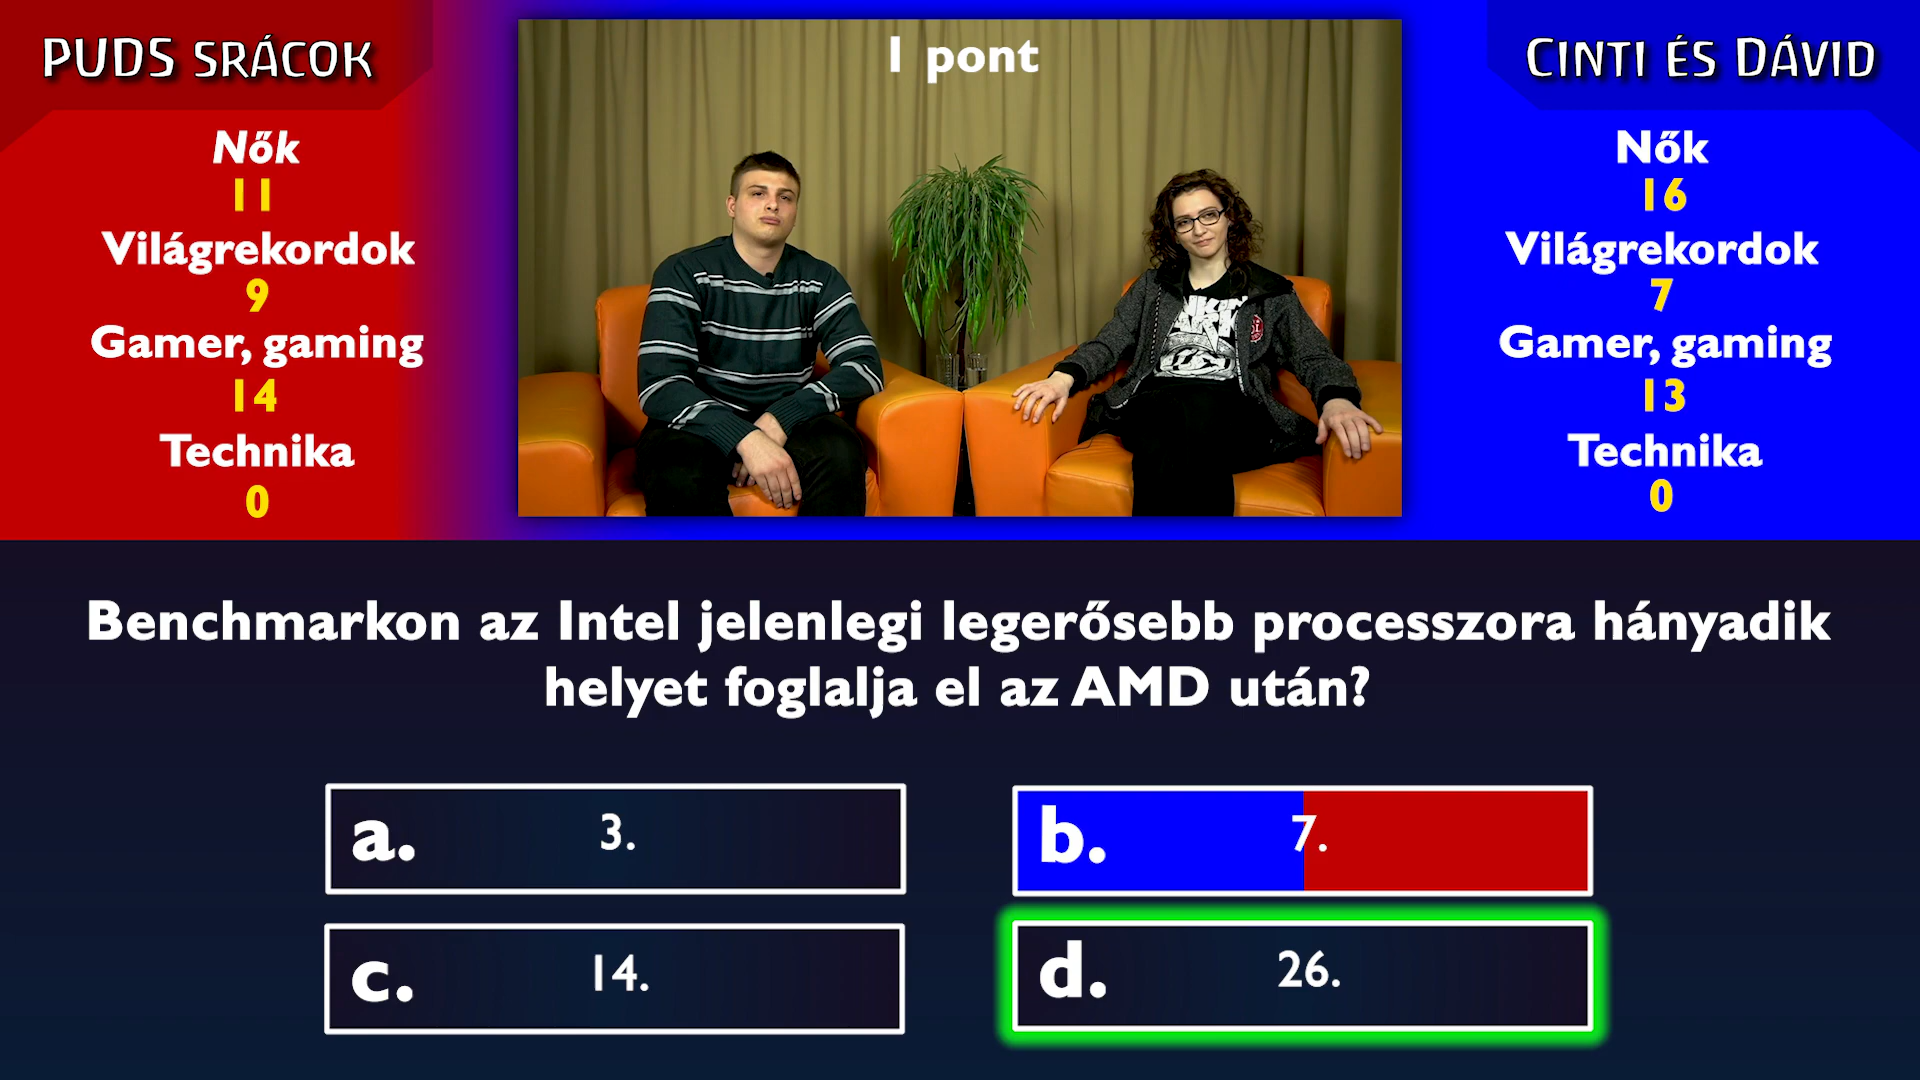 PUDS SRÁCOK
Nők
11
Világrekordok
9
Gamer, gaming
14
Technika
0
1 pont
CINTI ÉS DÁVID
Nők
16
Világrekordok
7
Gamer, gaming
13
Technika
0
Benchmarkon az Intel jelenlegi legerősebb processzora hányadik
helyet foglalja el az AMD után?
a. 3.
b. 7.
c. 14.
d. 26.